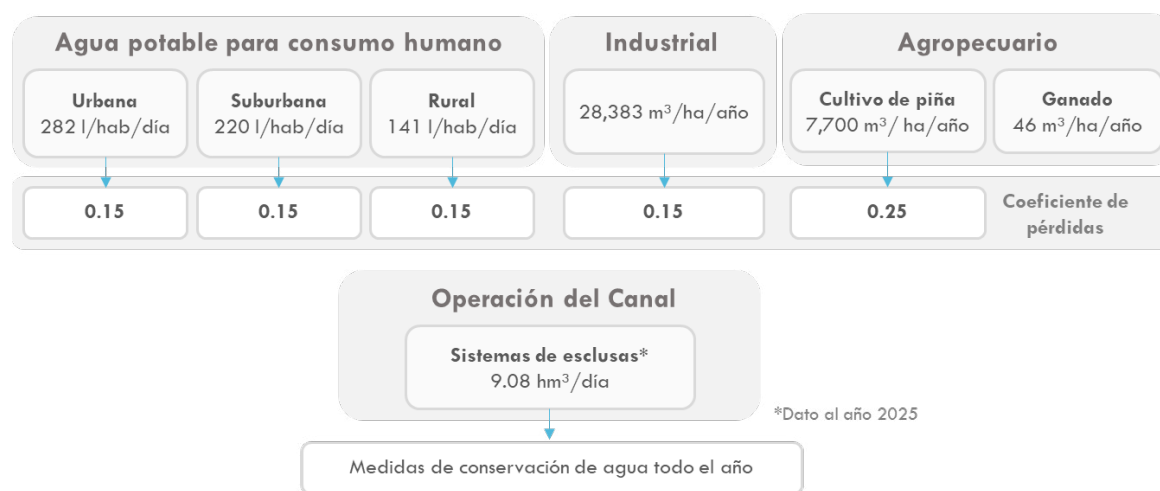 Agua potable para consumo humano
Industrial
Agropecuario
Urbana
282 l/hab/día
Suburbana
220 l/hab/día
Rural
141 l/hab/día
28,383 m³/ha/año
Cultivo de piña
7,700 m³/ ha/año
Ganado
46 m³/ha/año
0.15
0.15
0.15
0.15
0.25
Coeficiente de
pérdidas
Operación del Canal
Sistemas de esclusas*
9.08 hm³/día
*Dato al año 2025
Medidas de conservación de agua todo el año